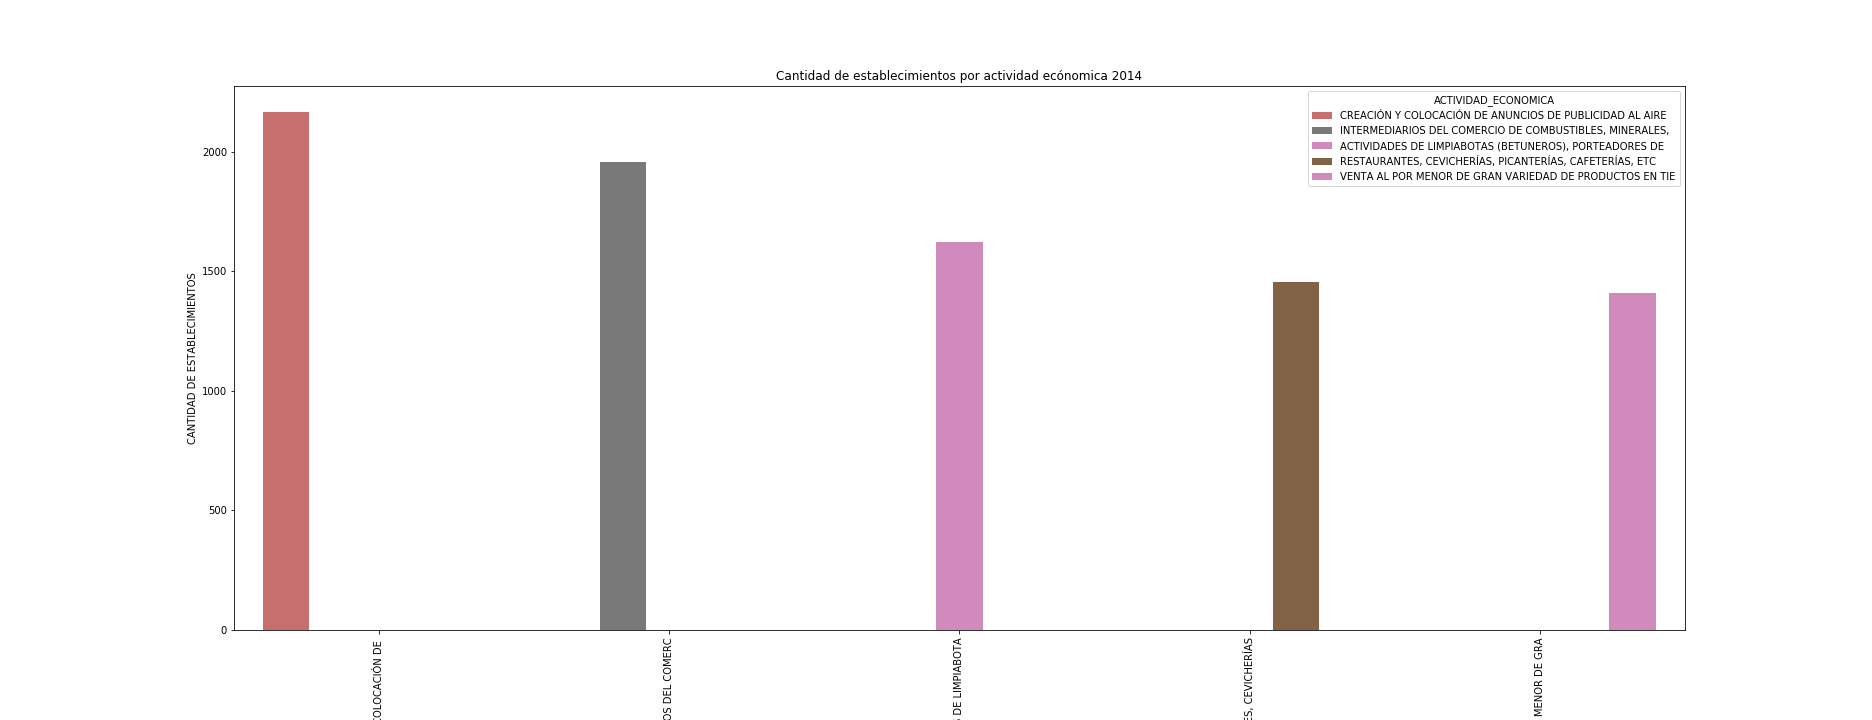 Cantidad de establecimientos por actividad ecónomica 2014
ACTIVIDAD_ECONOMICA
CREACIÓN Y COLOCACIÓN DE ANUNCIOS DE PUBLICIDAD AL AIRE
INTERMEDIARIOS DEL COMERCIO DE COMBUSTIBLES, MINERALES,
ACTIVIDADES DE LIMPIABOTAS (BETUNEROS), PORTEADORES DE
RESTAURANTES, CEVICHERÍAS, PICANTERÍAS, CAFETERÍAS, ETC
VENTA AL POR MENOR DE GRAN VARIEDAD DE PRODUCTOS EN TIE
CANTIDAD DE ESTABLECIMIENTOS
2000
1500
1000
500
0
COLOCACIÓN DE
OS DEL COMERC
DE LIMPIABOTA
ES, CEVICHERÍAS
MENOR DE GRA